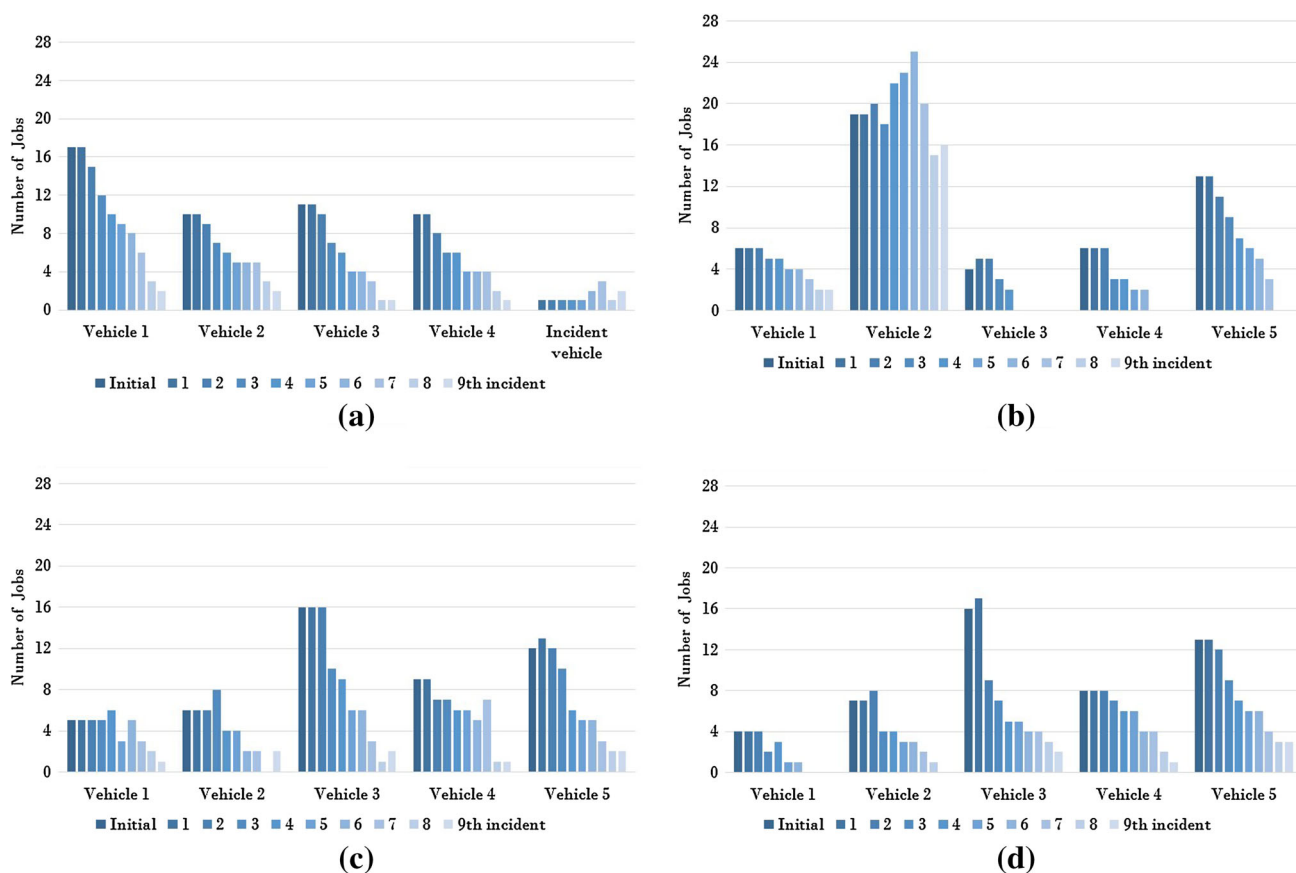 28
24
20
16
12
8
4
0
Number of Jobs
Vehicle 1 Vehicle 2 Vehicle 3 Vehicle 4 Incident
vehicle
Initial 1 2 3 4 5 6 7 8 9th incident
(a)
28
24
20
16
12
8
4
0
Number of Jobs
Vehicle 1 Vehicle 2 Vehicle 3 Vehicle 4 Vehicle 5
Initial 1 2 3 4 5 6 7 8 9th incident
(b)
28
24
20
16
12
8
4
0
Number of Jobs
Vehicle 1 Vehicle 2 Vehicle 3 Vehicle 4 Vehicle 5
Initial 1 2 3 4 5 6 7 8 9th incident
(c)
28
24
20
16
12
8
4
0
Number of Jobs
Vehicle 1 Vehicle 2 Vehicle 3 Vehicle 4 Vehicle 5
Initial 1 2 3 4 5 6 7 8 9th incident
(d)